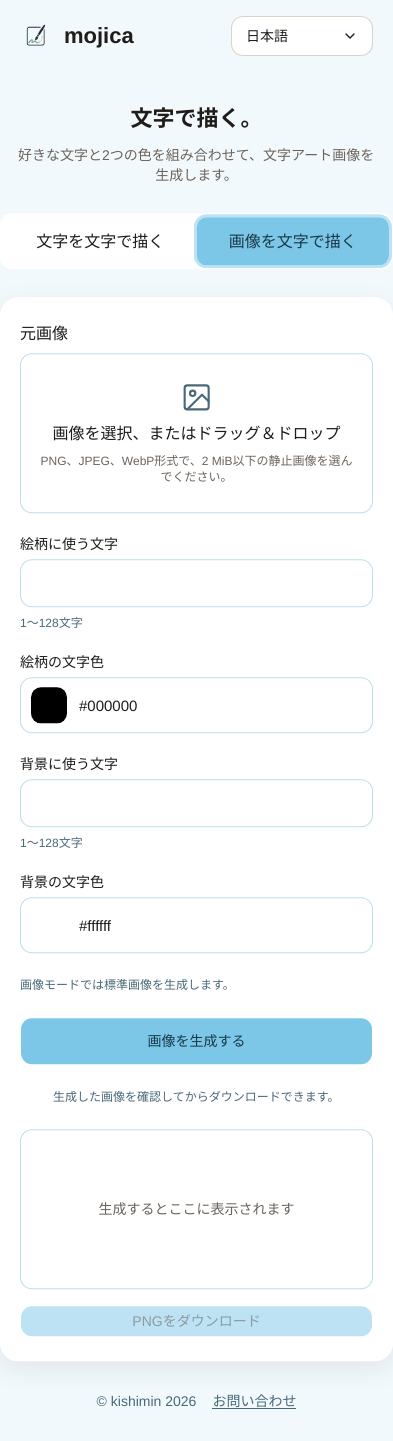 mojica
日本語
文字で描く。
好きな文字と2つの色を組み合わせて、文字アート画像を
生成します。
文字を文字で描く
画像を文字で描く
元画像
画像を選択、またはドラッグ＆ドロップ
PNG、JPEG、WebP形式で、2 MiB以下の静止画像を選ん
でください。
絵柄に使う文字
1〜128文字
絵柄の文字色
#000000
背景に使う文字
1〜128文字
背景の文字色
#ffffff
画像モードでは標準画像を生成します。
画像を生成する
生成した画像を確認してからダウンロードできます。
生成するとここに表示されます
PNGをダウンロード
© kishimin 2026 お問い合わせ